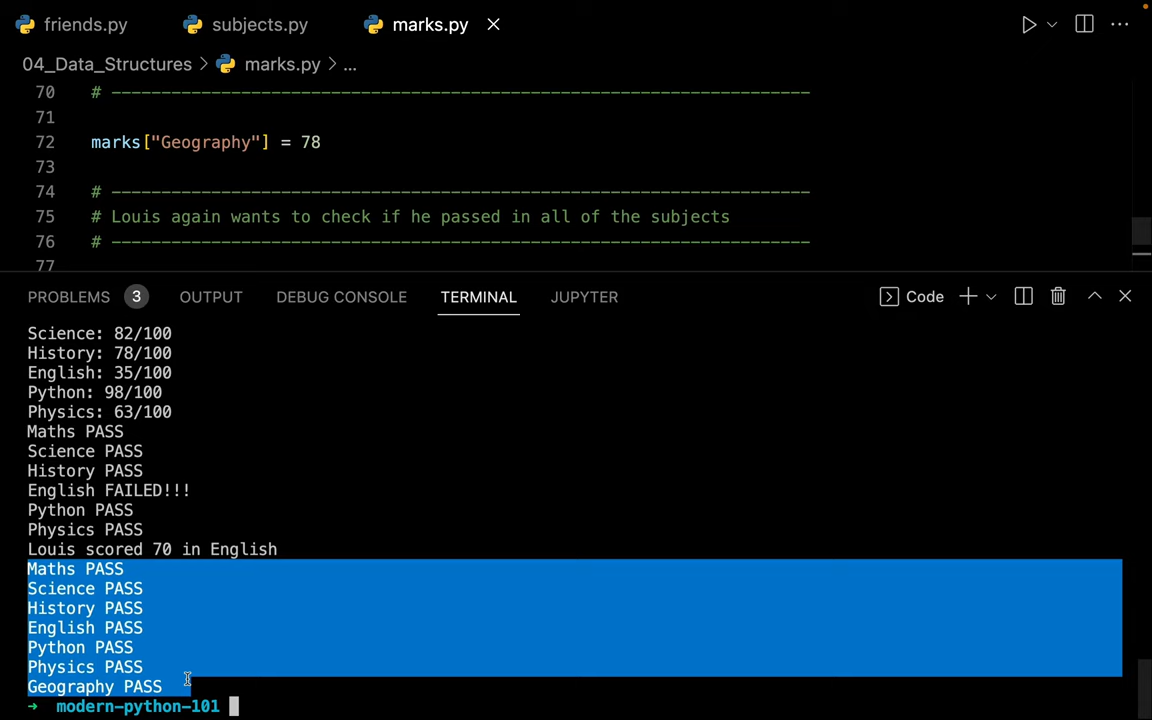 friends.py subjects.py marks.py
04_Data_Structures > marks.py > ...
70 # ----------------------------------------------------------------------
71
72 marks["Geography"] = 78
73
74 # ----------------------------------------------------------------------
75 # Louis again wants to check if he passed in all of the subjects
76 # ----------------------------------------------------------------------
77
PROBLEMS 3 OUTPUT DEBUG CONSOLE TERMINAL JUPYTER Code
Science: 82/100
History: 78/100
English: 35/100
Python: 98/100
Physics: 63/100
Maths PASS
Science PASS
History PASS
English FAILED!!!
Python PASS
Physics PASS
Louis scored 70 in English
Maths PASS
Science PASS
History PASS
English PASS
Python PASS
Physics PASS
Geography PASS
→ modern-python-101